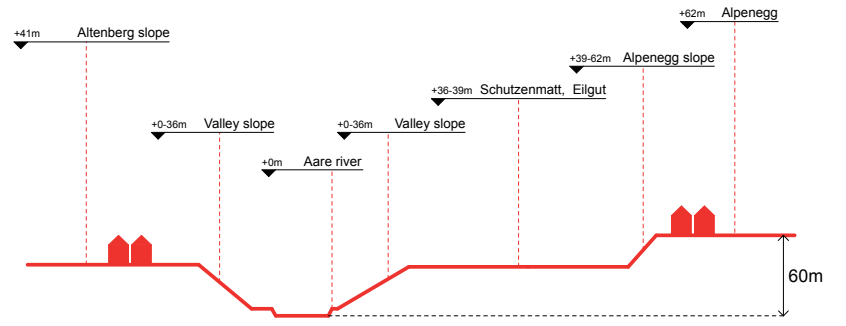 +62m Alpenegg
+41m Altenberg slope
+39-62m Alpenegg slope
+36-39m Schutzenmatt, Eilgut
+0-36m Valley slope
+0-36m Valley slope
+0m Aare river
60m